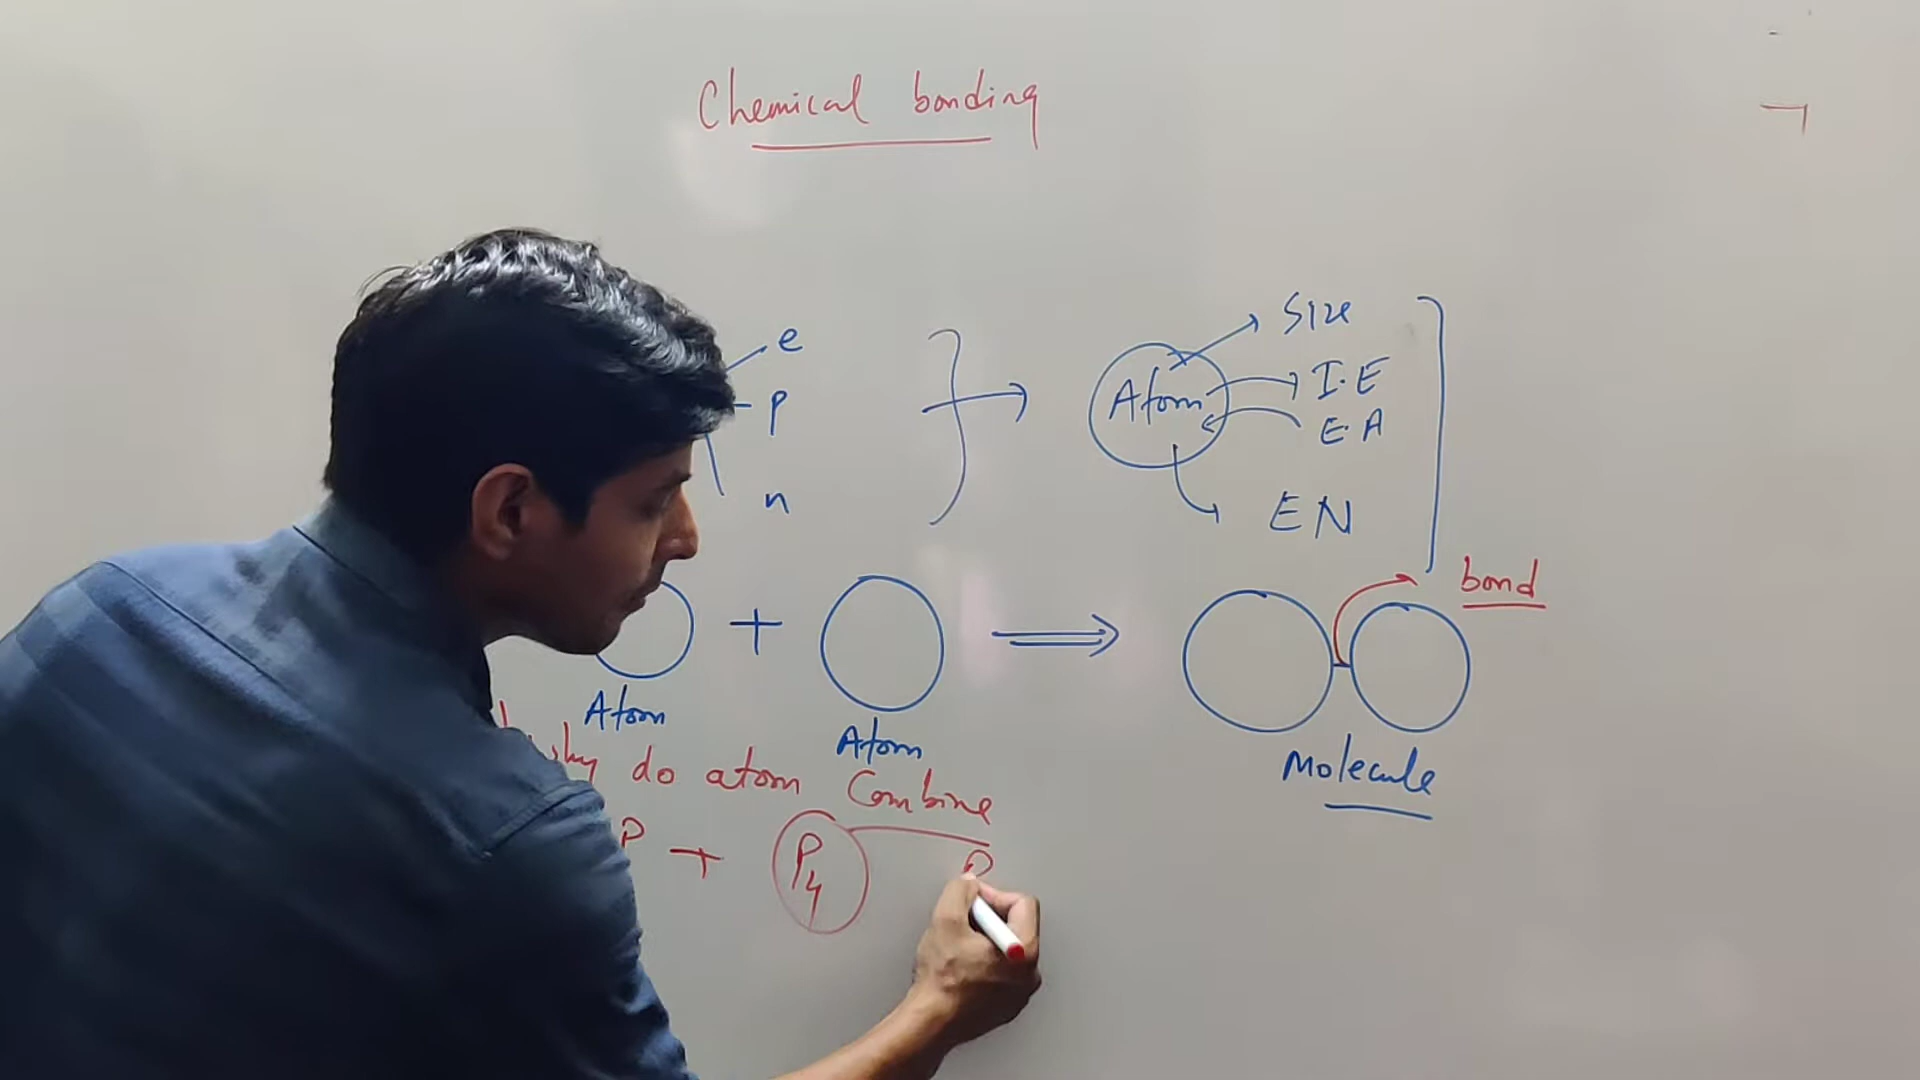 Chemical bonding
e
p
n
Atom
Size
I.E
E.A
EN
+
bond
Atom
Atom
Molecule
why do atom Combine
P + P4
P